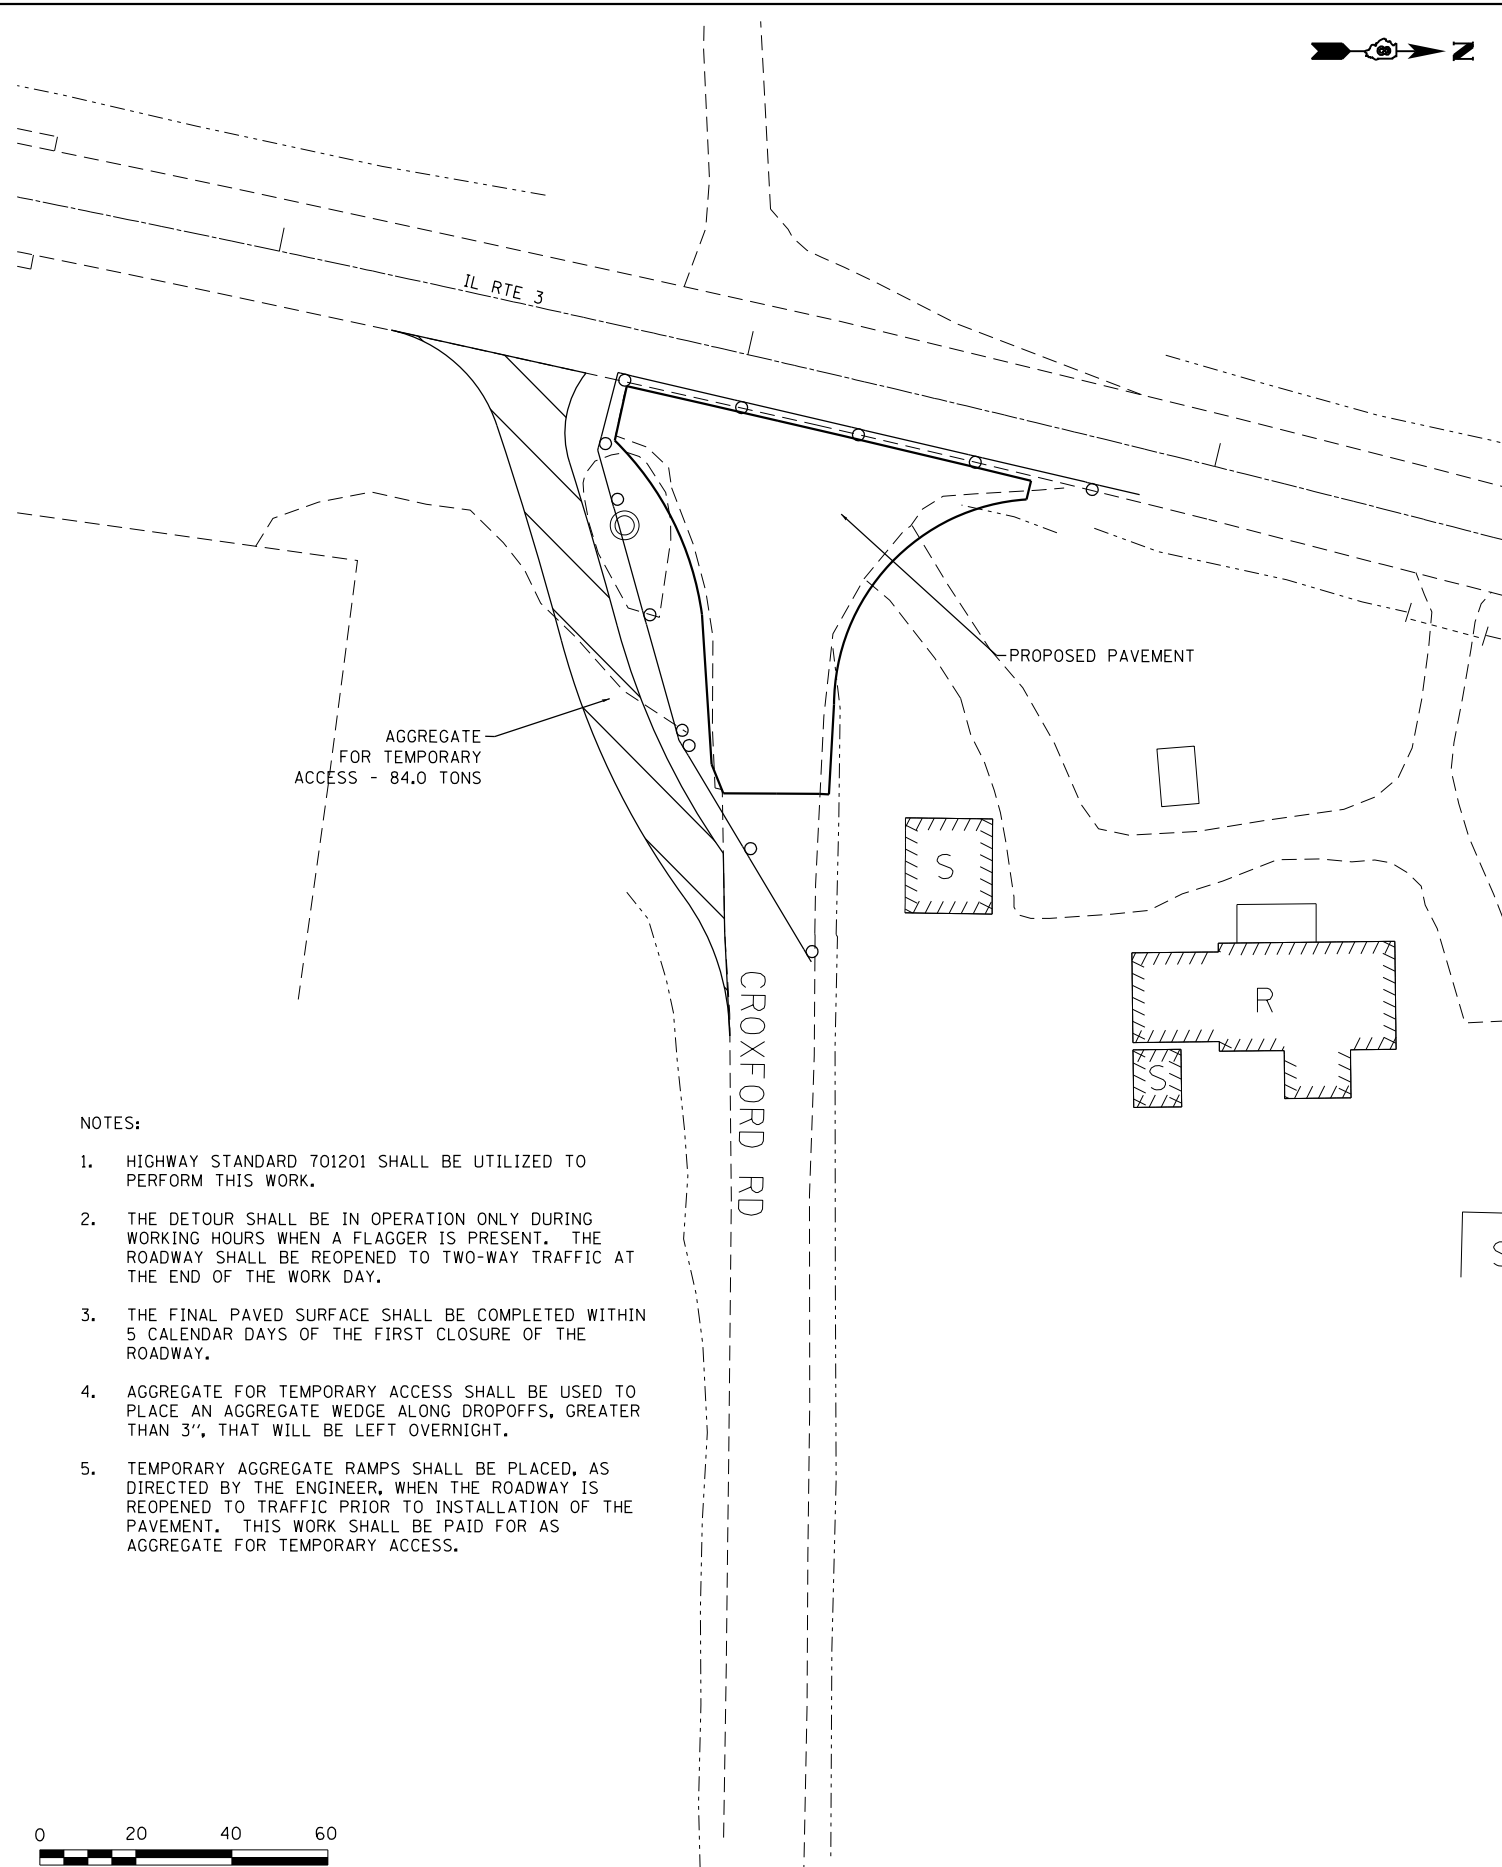 N
IL RTE 3
PROPOSED PAVEMENT
AGGREGATE
FOR TEMPORARY
ACCESS - 84.0 TONS
S
R
S
S
CROXFORD RD
NOTES:
1. HIGHWAY STANDARD 701201 SHALL BE UTILIZED TO
PERFORM THIS WORK.
2. THE DETOUR SHALL BE IN OPERATION ONLY DURING
WORKING HOURS WHEN A FLAGGER IS PRESENT. THE
ROADWAY SHALL BE REOPENED TO TWO-WAY TRAFFIC AT
THE END OF THE WORK DAY.
3. THE FINAL PAVED SURFACE SHALL BE COMPLETED WITHIN
5 CALENDAR DAYS OF THE FIRST CLOSURE OF THE
ROADWAY.
4. AGGREGATE FOR TEMPORARY ACCESS SHALL BE USED TO
PLACE AN AGGREGATE WEDGE ALONG DROPOFFS, GREATER
THAN 3'', THAT WILL BE LEFT OVERNIGHT.
5. TEMPORARY AGGREGATE RAMPS SHALL BE PLACED, AS
DIRECTED BY THE ENGINEER, WHEN THE ROADWAY IS
REOPENED TO TRAFFIC PRIOR TO INSTALLATION OF THE
PAVEMENT. THIS WORK SHALL BE PAID FOR AS
AGGREGATE FOR TEMPORARY ACCESS.
0 20 40 60